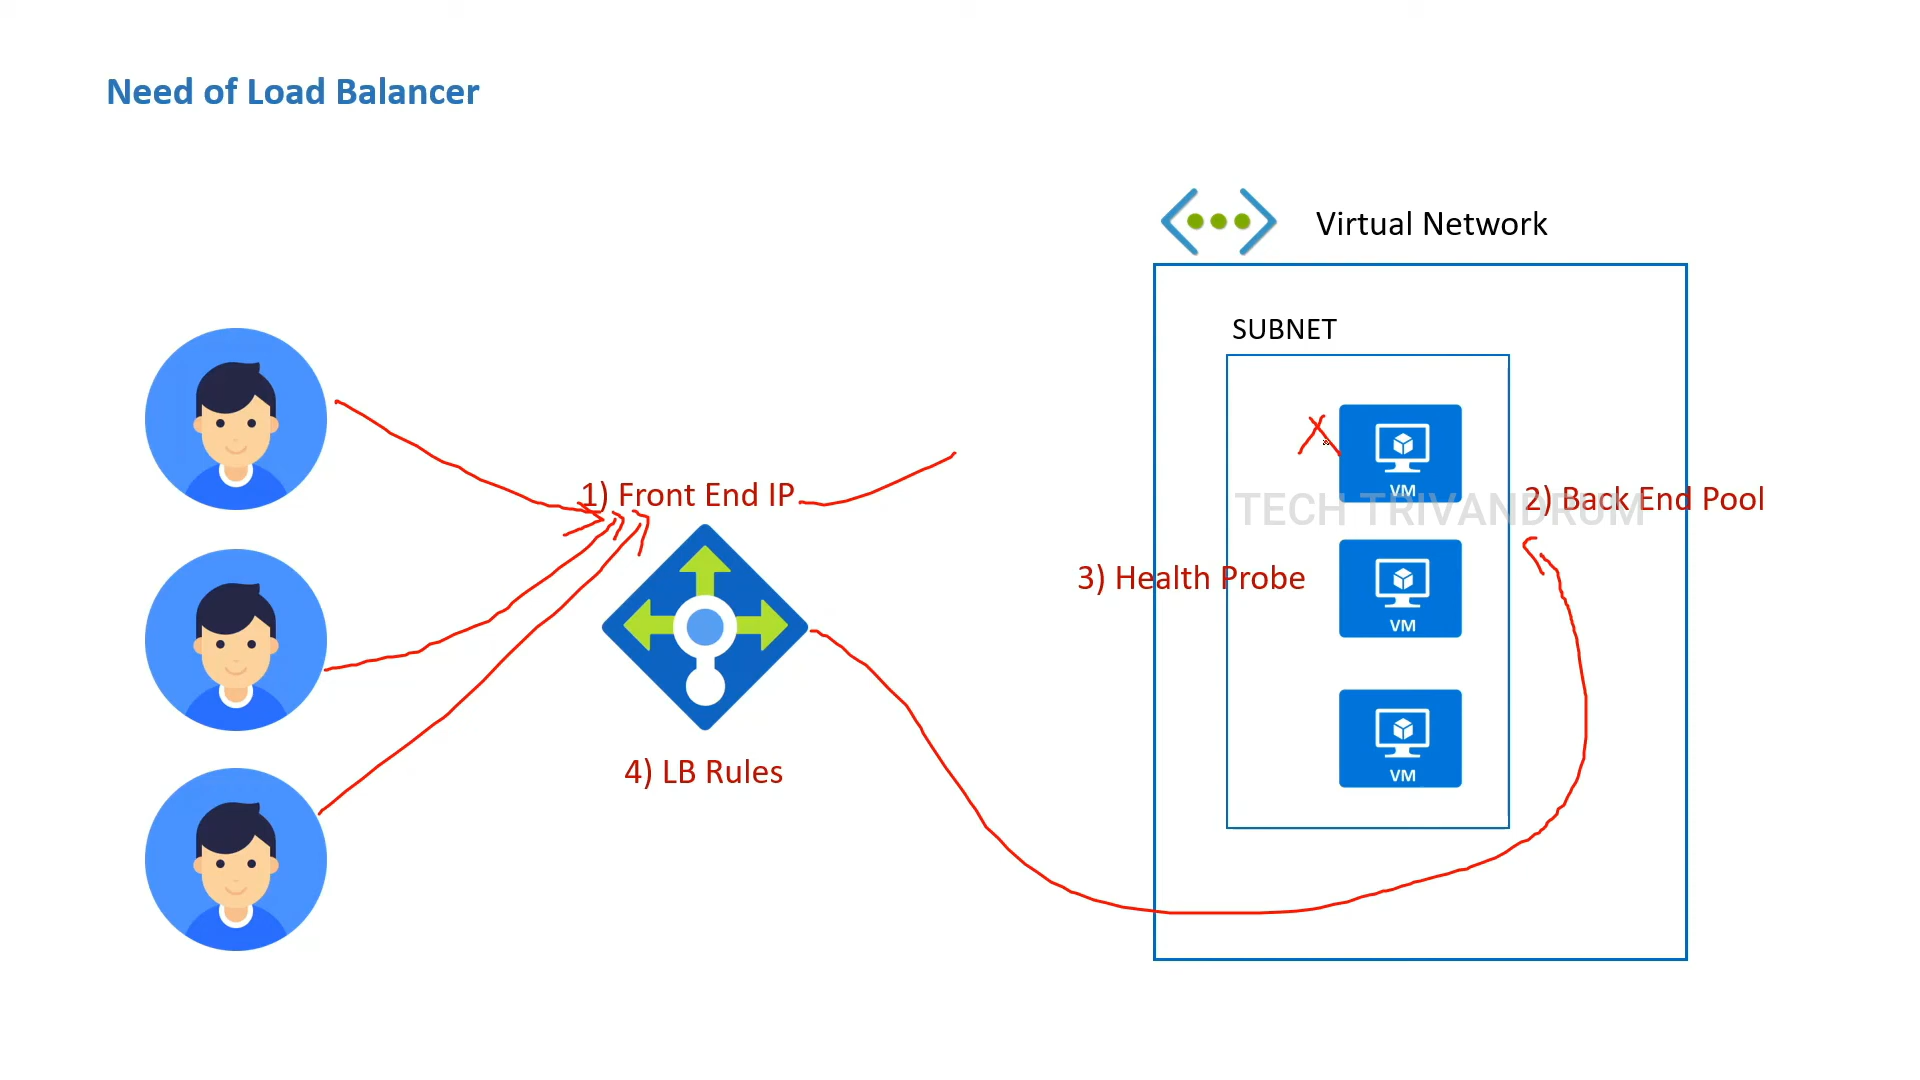 Need of Load Balancer
Virtual Network
SUBNET
1) Front End IP
VM
TECH TRIVANDRUM
2) Back End Pool
3) Health Probe
VM
4) LB Rules
VM